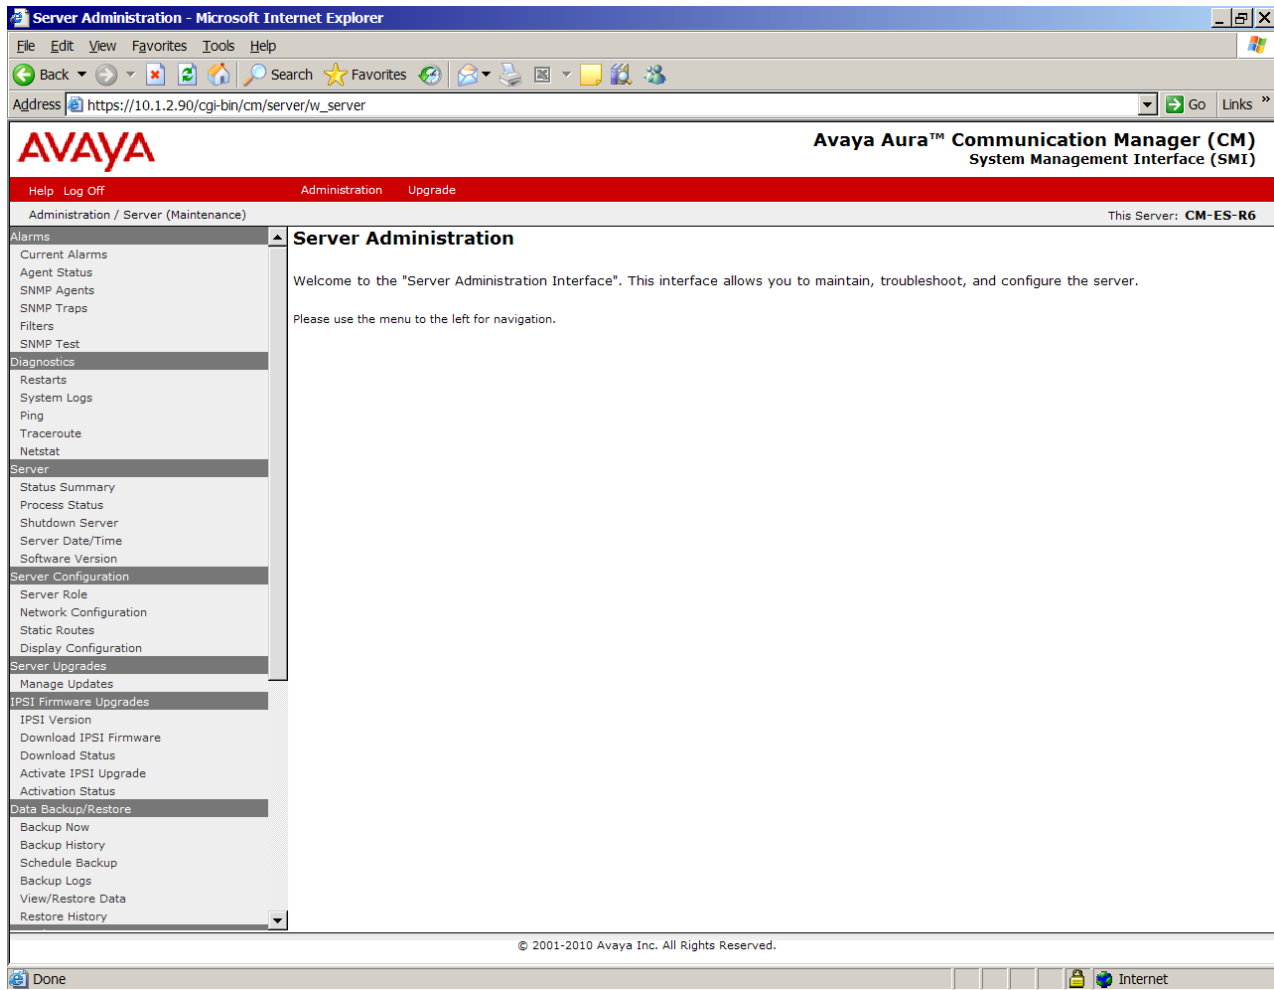 Server Administration - Microsoft Internet Explorer
File Edit View Favorites Tools Help
Back Search Favorites
Address https://10.1.2.90/cgi-bin/cm/server/w_server Go Links »
AVAYA
Avaya Aura™ Communication Manager (CM)
System Management Interface (SMI)
Help Log Off Administration Upgrade
Administration / Server (Maintenance) This Server: CM-ES-R6
Alarms
Current Alarms
Agent Status
SNMP Agents
SNMP Traps
Filters
SNMP Test
Diagnostics
Restarts
System Logs
Ping
Traceroute
Netstat
Server
Status Summary
Process Status
Shutdown Server
Server Date/Time
Software Version
Server Configuration
Server Role
Network Configuration
Static Routes
Display Configuration
Server Upgrades
Manage Updates
IPSI Firmware Upgrades
IPSI Version
Download IPSI Firmware
Download Status
Activate IPSI Upgrade
Activation Status
Data Backup/Restore
Backup Now
Backup History
Schedule Backup
Backup Logs
View/Restore Data
Restore History
Server Administration
Welcome to the "Server Administration Interface". This interface allows you to maintain, troubleshoot, and configure the server.
Please use the menu to the left for navigation.
© 2001-2010 Avaya Inc. All Rights Reserved.
Done Internet